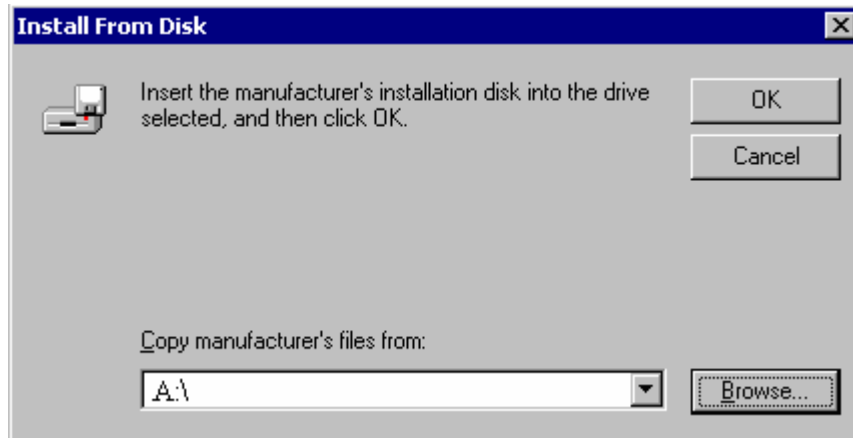 Install From Disk
Insert the manufacturer's installation disk into the drive
selected, and then click OK.
OK
Cancel
Copy manufacturer's files from:
A:\
Browse...